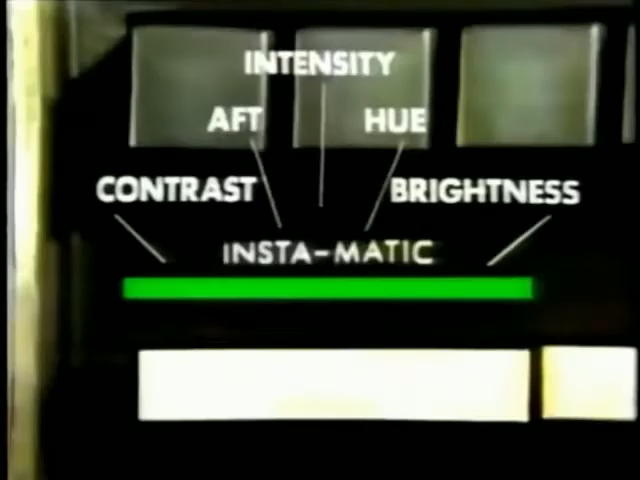 INTENSITY
AFT HUE
CONTRAST BRIGHTNESS
INSTA-MATIC